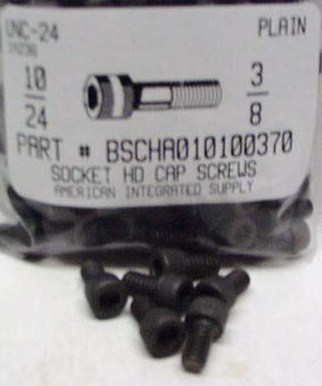 UNC-24 PLAIN
10 3
24 8
PART # BSCHA010100370
SOCKET HD CAP SCREWS
AMERICAN INTEGRATED SUPPLY